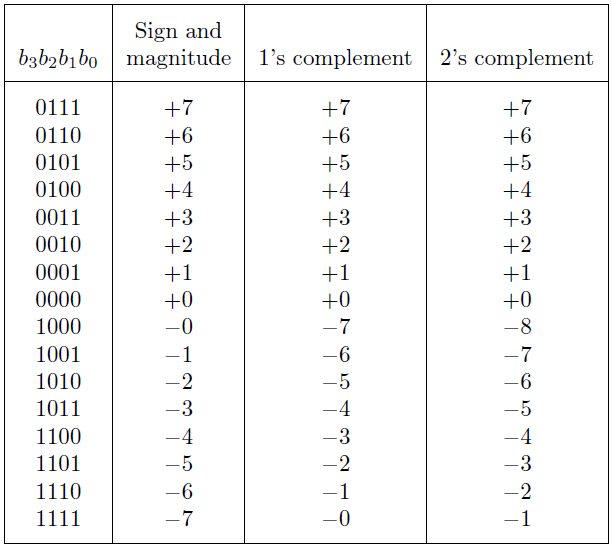 Sign and
b₃b₂b₁b₀ magnitude 1's complement 2's complement
0111 +7 +7 +7
0110 +6 +6 +6
0101 +5 +5 +5
0100 +4 +4 +4
0011 +3 +3 +3
0010 +2 +2 +2
0001 +1 +1 +1
0000 +0 +0 +0
1000 −0 −7 −8
1001 −1 −6 −7
1010 −2 −5 −6
1011 −3 −4 −5
1100 −4 −3 −4
1101 −5 −2 −3
1110 −6 −1 −2
1111 −7 −0 −1